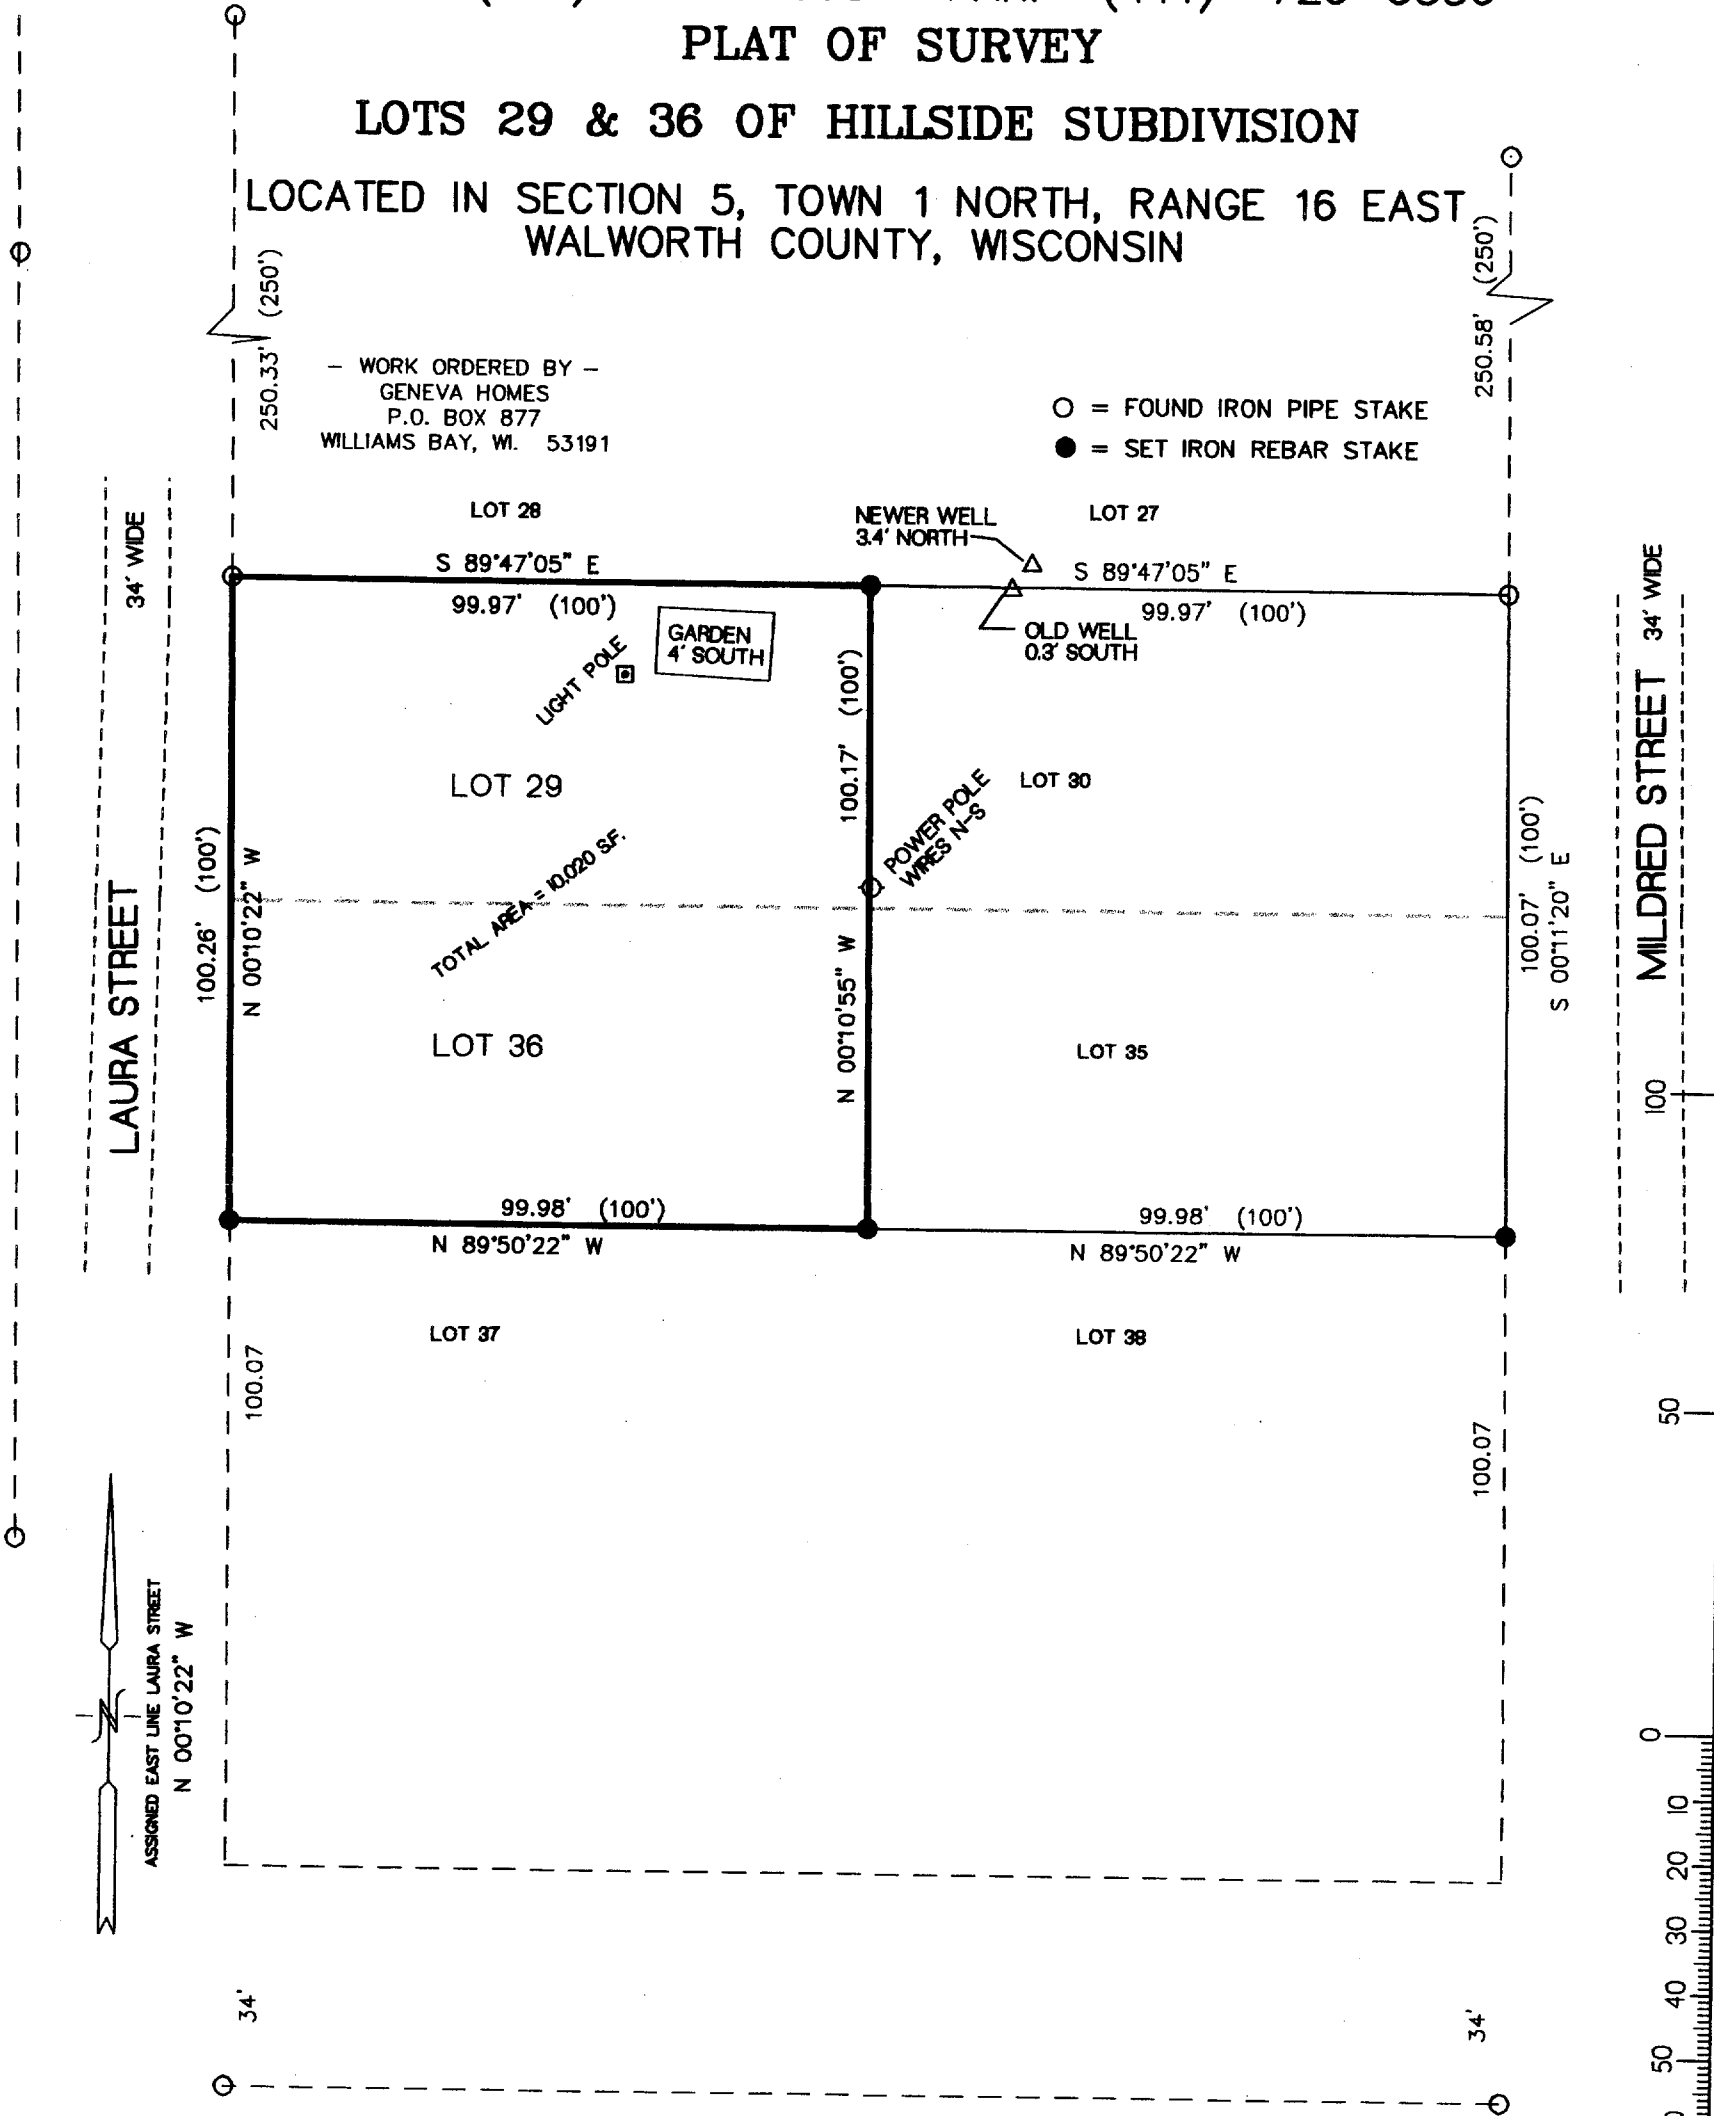 PLAT OF SURVEY
LOTS 29 & 36 OF HILLSIDE SUBDIVISION
LOCATED IN SECTION 5, TOWN 1 NORTH, RANGE 16 EAST
WALWORTH COUNTY, WISCONSIN
250.33' (250')
250.58' (250')
– WORK ORDERED BY –
GENEVA HOMES
P.O. BOX 877
WILLIAMS BAY, WI. 53191
O = FOUND IRON PIPE STAKE
● = SET IRON REBAR STAKE
LOT 28
NEWER WELL
3.4' NORTH
LOT 27
S 89°47'05" E
99.97' (100')
S 89°47'05" E
99.97' (100')
OLD WELL
0.3' SOUTH
GARDEN
4' SOUTH
LIGHT POLE
LAURA STREET
34' WIDE
MILDRED STREET 34' WIDE
LOT 29
100.17' (100')
N 00°10'55" W
LOT 30
POWER POLE
WIRES N-S
100.26' (100')
N 00°10'22" W
TOTAL AREA = 10,020 S.F.
100.07' (100')
S 00°11'20" E
LOT 36
LOT 35
99.98' (100')
N 89°50'22" W
99.98' (100')
N 89°50'22" W
LOT 37
LOT 38
100.07
100.07
N
ASSIGNED EAST LINE LAURA STREET
N 00°10'22" W
34'
34'
100
50
0
10
20
30
40
50